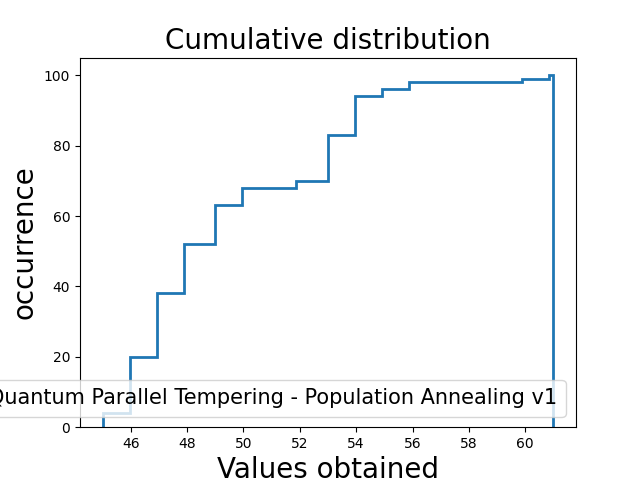 Cumulative distribution
occurrence
100
80
60
40
20
0
Quantum Parallel Tempering - Population Annealing v1
46 48 50 52 54 56 58 60
Values obtained